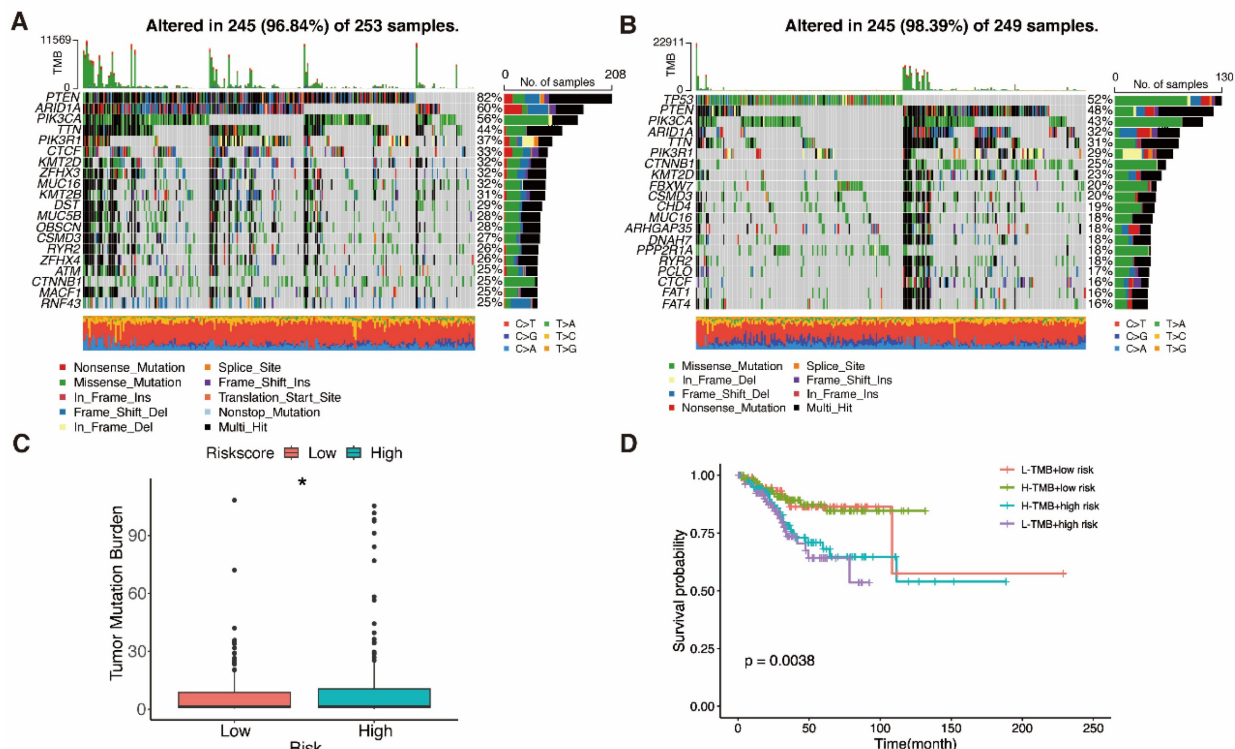 A
Altered in 245 (96.84%) of 253 samples.
11569
TMB
0
0
No. of samples
208
PTEN 82%
ARID1A 60%
PIK3CA 56%
TTN 44%
PIK3R1 37%
CTCF 33%
KMT2D 32%
ZFHX3 32%
MUC16 32%
KMT2B 31%
DST 29%
MUC5B 28%
OBSCN 28%
CSMD3 27%
RYR2 26%
ZFHX4 26%
ATM 25%
CTNNB1 25%
MACF1 25%
RNF43 25%
C>T T>A
C>G T>C
C>A T>G
Nonsense_Mutation Splice_Site
Missense_Mutation Frame_Shift_Ins
In_Frame_Ins Translation_Start_Site
Frame_Shift_Del Nonstop_Mutation
In_Frame_Del Multi_Hit
B
Altered in 245 (98.39%) of 249 samples.
22911
TMB
0
0
No. of samples
130
TP53 52%
PTEN 48%
PIK3CA 43%
ARID1A 32%
TTN 31%
PIK3R1 29%
CTNNB1 25%
KMT2D 23%
FBXW7 20%
CSMD3 20%
CHD4 19%
MUC16 18%
ARHGAP35 18%
DNAH7 18%
PPP2R1A 18%
RYR2 18%
PCLO 17%
CTCF 16%
FAT1 16%
FAT4 16%
C>T T>A
C>G T>C
C>A T>G
Missense_Mutation Splice_Site
In_Frame_Del Frame_Shift_Ins
Frame_Shift_Del In_Frame_Ins
Nonsense_Mutation Multi_Hit
C
Riskscore Low High
*
Tumor Mutation Burden
90
60
30
0
Low High
Risk
D
L-TMB+low risk
H-TMB+low risk
H-TMB+high risk
L-TMB+high risk
Survival probability
1.00
0.75
0.50
0.25
0.00
p = 0.0038
0 50 100 150 200 250
Time(month)